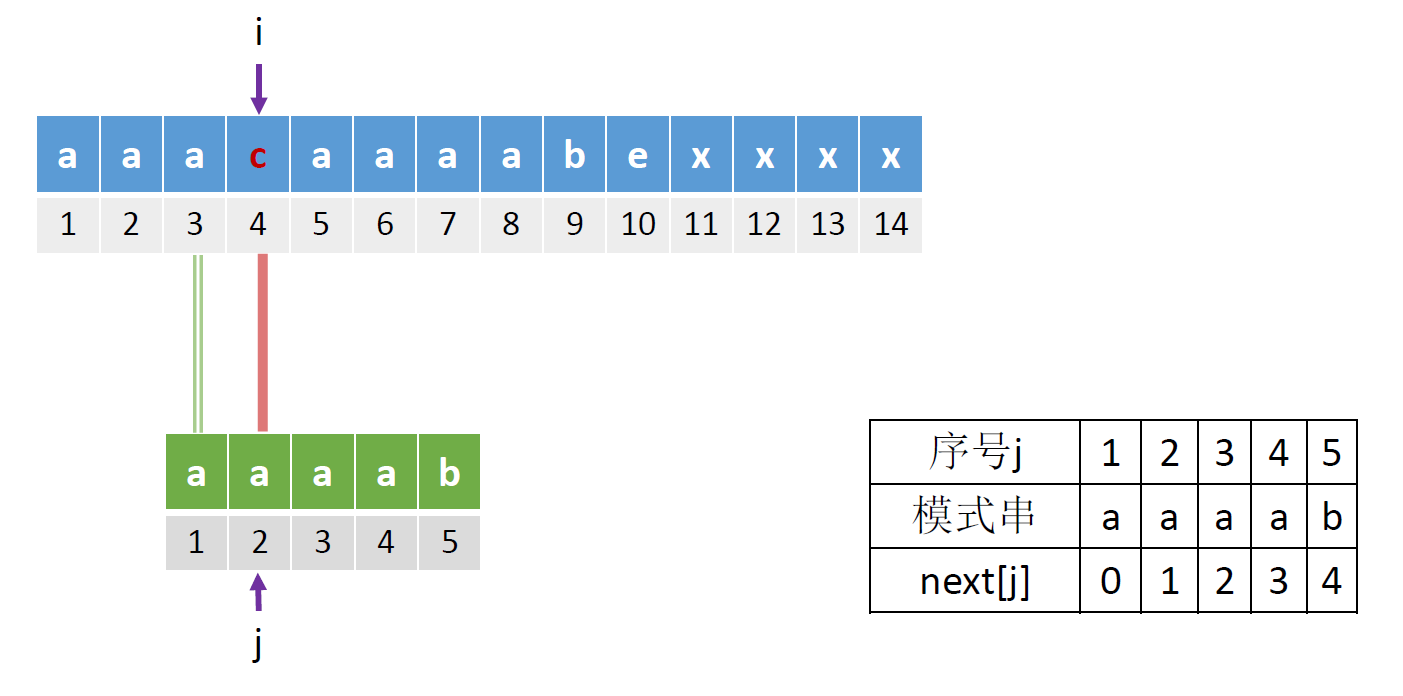 i
a a a c a a a a b e x x x x
1 2 3 4 5 6 7 8 9 10 11 12 13 14
a a a a b
1 2 3 4 5
j
序号j 1 2 3 4 5
模式串 a a a a b
next[j] 0 1 2 3 4